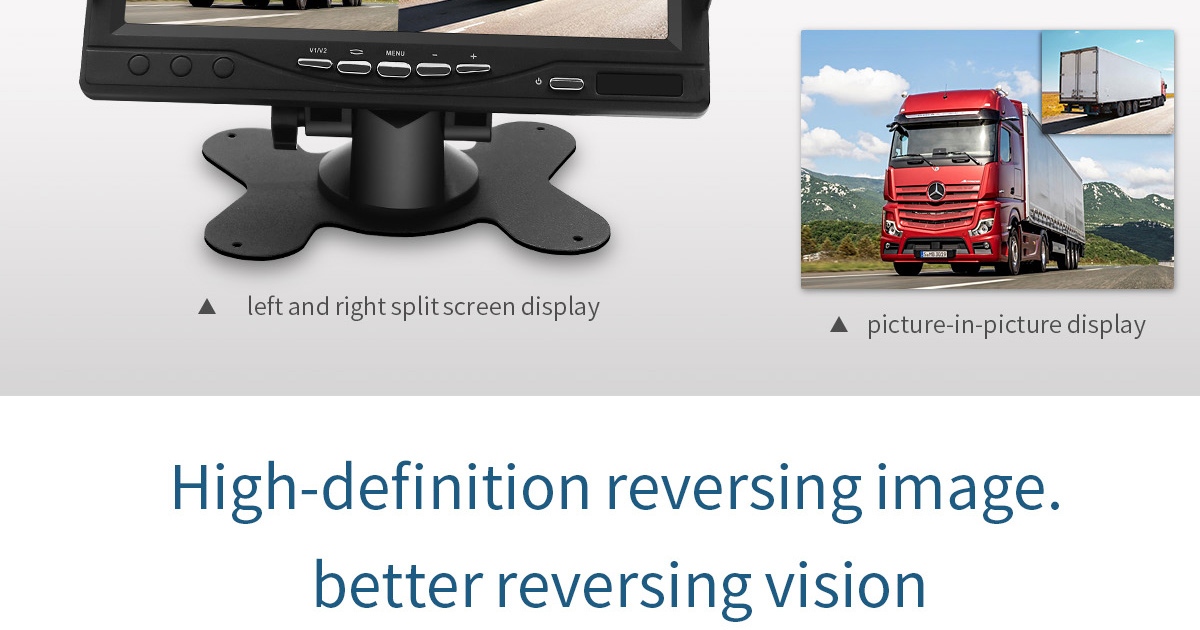 V1/V2
MENU
− +
left and right split screen display
picture-in-picture display
High-definition reversing image.
better reversing vision